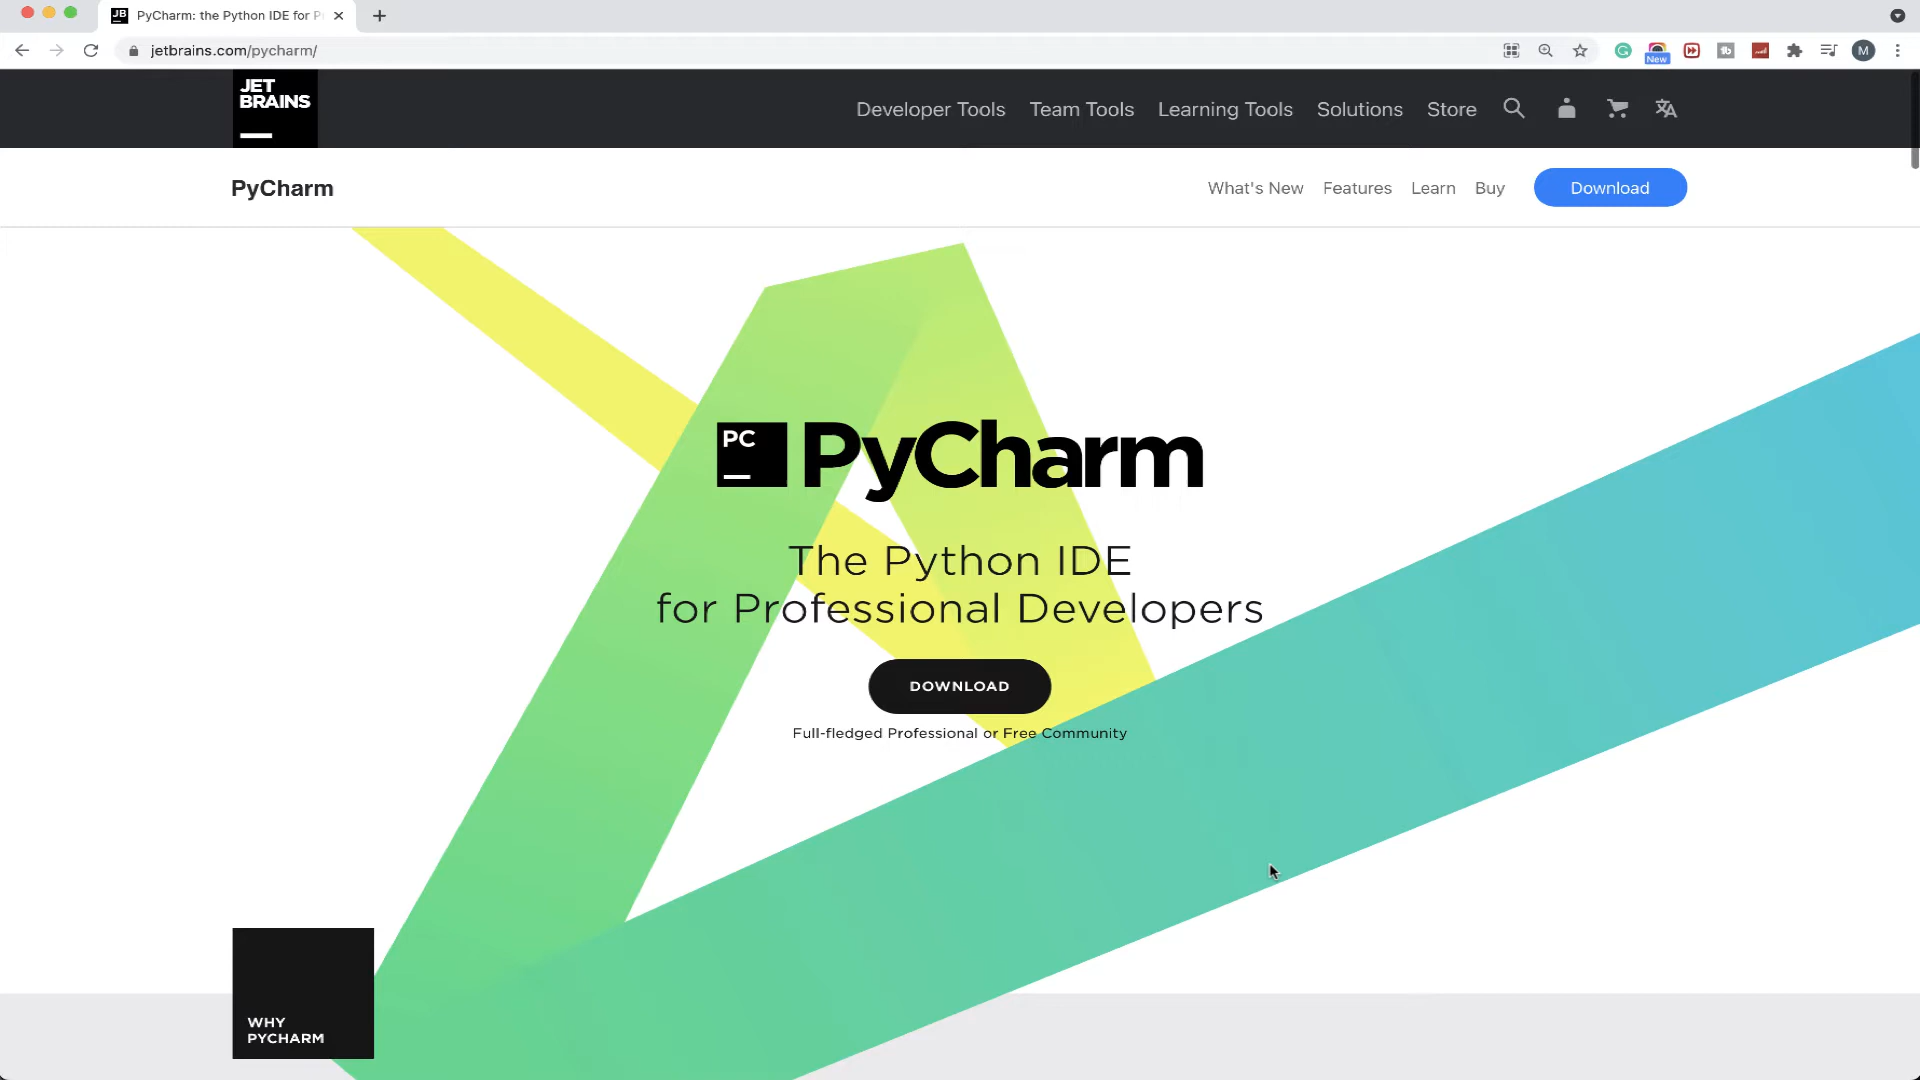 JB
PyCharm: the Python IDE for P
jetbrains.com/pycharm/
New
M
JET
BRAINS
Developer Tools
Team Tools
Learning Tools
Solutions
Store
PyCharm
What's New
Features
Learn
Buy
Download
PC
PyCharm
The Python IDE
for Professional Developers
DOWNLOAD
Full-fledged Professional or Free Community
WHY
PYCHARM